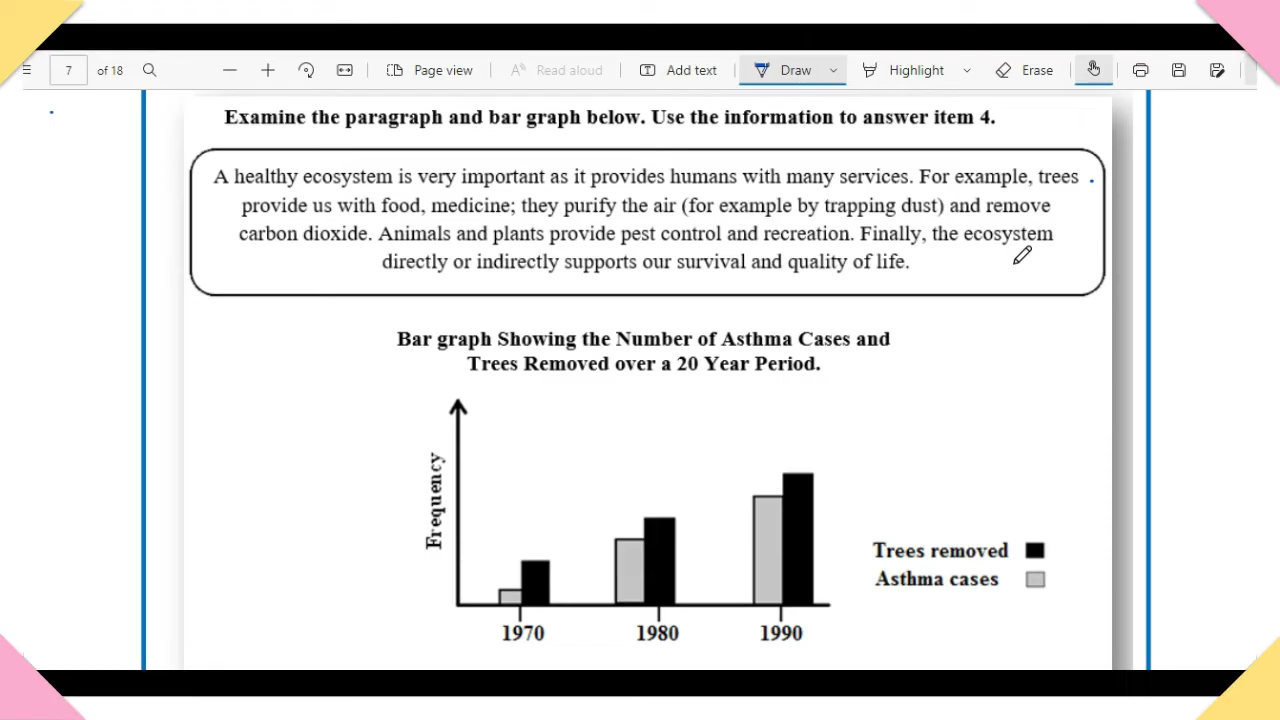 7 of 18 Page view Read aloud Add text Draw Highlight Erase
Examine the paragraph and bar graph below. Use the information to answer item 4.
A healthy ecosystem is very important as it provides humans with many services. For example, trees
provide us with food, medicine; they purify the air (for example by trapping dust) and remove
carbon dioxide. Animals and plants provide pest control and recreation. Finally, the ecosystem
directly or indirectly supports our survival and quality of life.
Bar graph Showing the Number of Asthma Cases and
Trees Removed over a 20 Year Period.
Frequency
Trees removed
Asthma cases
1970 1980 1990